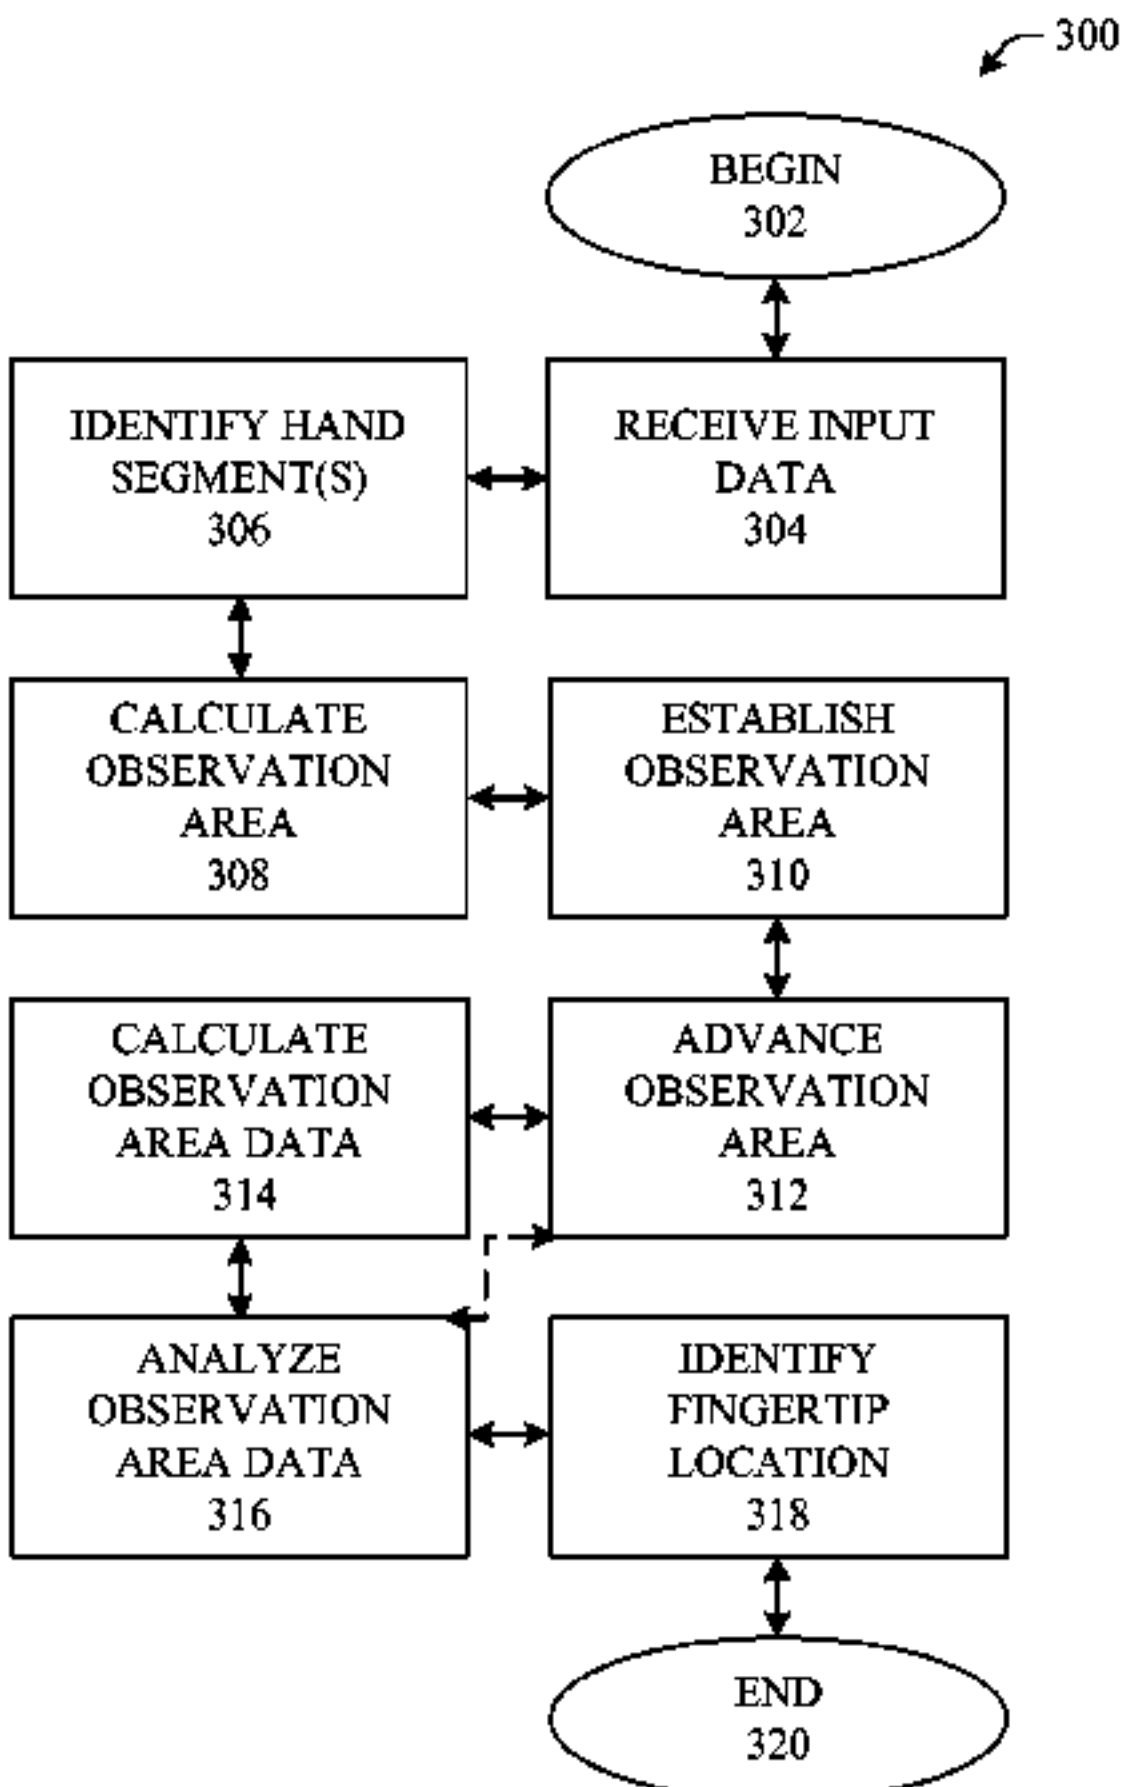 300
BEGIN
302
RECEIVE INPUT
DATA
304
IDENTIFY HAND
SEGMENT(S)
306
CALCULATE
OBSERVATION
AREA
308
ESTABLISH
OBSERVATION
AREA
310
ADVANCE
OBSERVATION
AREA
312
CALCULATE
OBSERVATION
AREA DATA
314
ANALYZE
OBSERVATION
AREA DATA
316
IDENTIFY
FINGERTIP
LOCATION
318
END
320